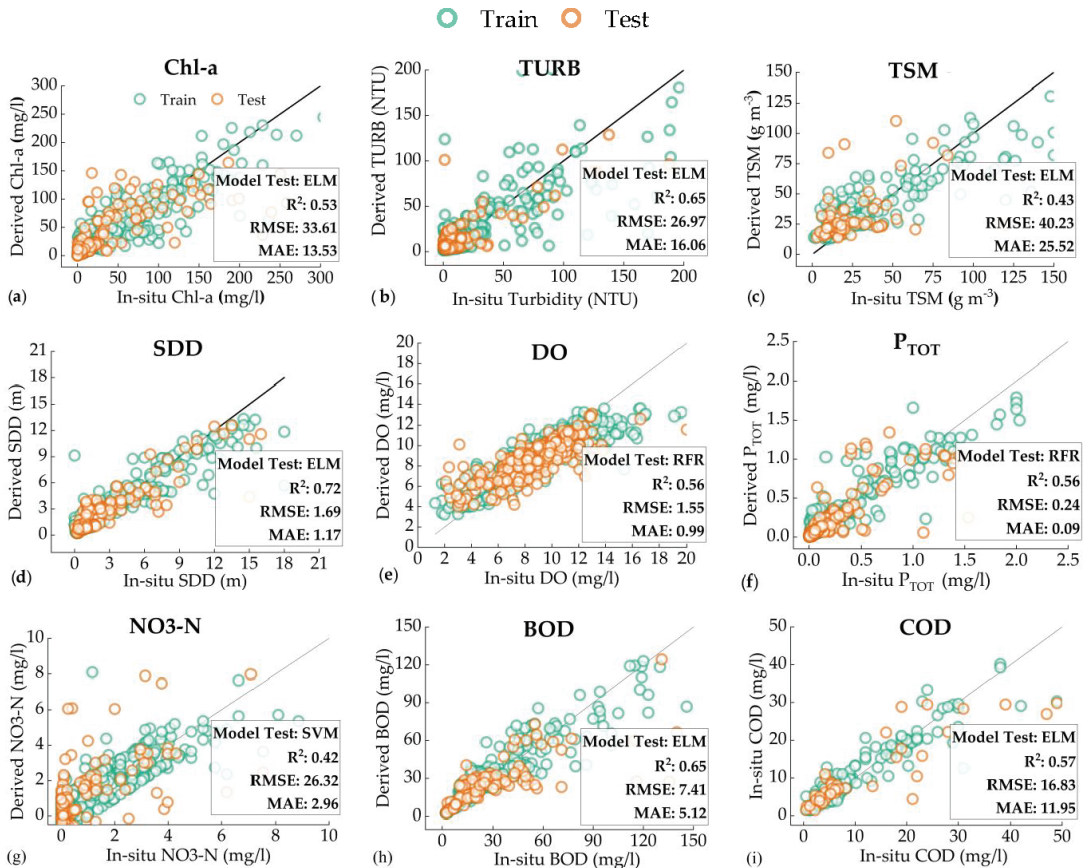 Train Test
Chl-a
Derived Chl-a (mg/l)
300
250
200
150
100
50
0
Train Test
Model Test: ELM
R²: 0.53
RMSE: 33.61
MAE: 13.53
0 50 100 150 200 250 300
(a) In-situ Chl-a (mg/l)
TURB
Derived TURB (NTU)
200
150
100
50
0
Model Test: ELM
R²: 0.65
RMSE: 26.97
MAE: 16.06
0 50 100 150 200
(b) In-situ Turbidity (NTU)
TSM
Derived TSM (g m⁻³)
150
125
100
75
50
25
0
Model Test: ELM
R²: 0.43
RMSE: 40.23
MAE: 25.52
0 25 50 75 100 125 150
(c) In-situ TSM (g m⁻³)
SDD
Derived SDD (m)
21
18
15
12
9
6
3
0
Model Test: ELM
R²: 0.72
RMSE: 1.69
MAE: 1.17
0 3 6 9 12 15 18 21
(d) In-situ SDD (m)
DO
Derived DO (mg/l)
20
18
16
14
12
10
8
6
4
2
0
Model Test: RFR
R²: 0.56
RMSE: 1.55
MAE: 0.99
2 4 6 8 10 12 14 16 18 20
(e) In-situ DO (mg/l)
P_TOT
Derived P_TOT (mg/l)
2.5
2.0
1.5
1.0
0.5
0.0
Model Test: RFR
R²: 0.56
RMSE: 0.24
MAE: 0.09
0.0 0.5 1.0 1.5 2.0 2.5
(f) In-situ P_TOT (mg/l)
NO3-N
Derived NO3-N (mg/l)
10
8
6
4
2
0
Model Test: SVM
R²: 0.42
RMSE: 26.32
MAE: 2.96
0 2 4 6 8 10
(g) In-situ NO3-N (mg/l)
BOD
Derived BOD (mg/l)
150
120
90
60
30
0
Model Test: ELM
R²: 0.65
RMSE: 7.41
MAE: 5.12
0 30 60 90 120 150
(h) In-situ BOD (mg/l)
COD
In-situ COD (mg/l)
50
40
30
20
10
0
Model Test: ELM
R²: 0.57
RMSE: 16.83
MAE: 11.95
0 10 20 30 40 50
(i) In-situ COD (mg/l)